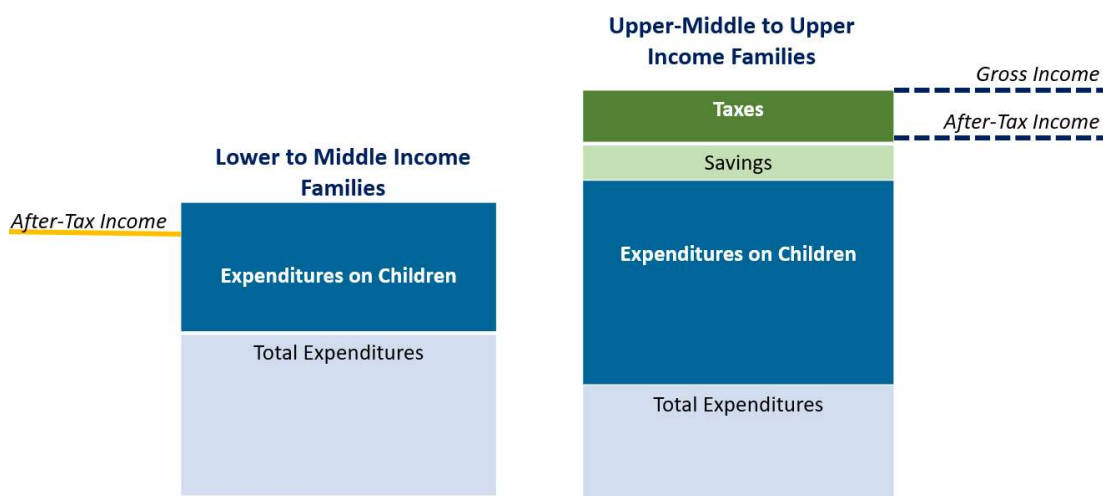 Lower to Middle Income
Families
After-Tax Income
Expenditures on Children
Total Expenditures
Upper-Middle to Upper
Income Families
Gross Income
Taxes
After-Tax Income
Savings
Expenditures on Children
Total Expenditures